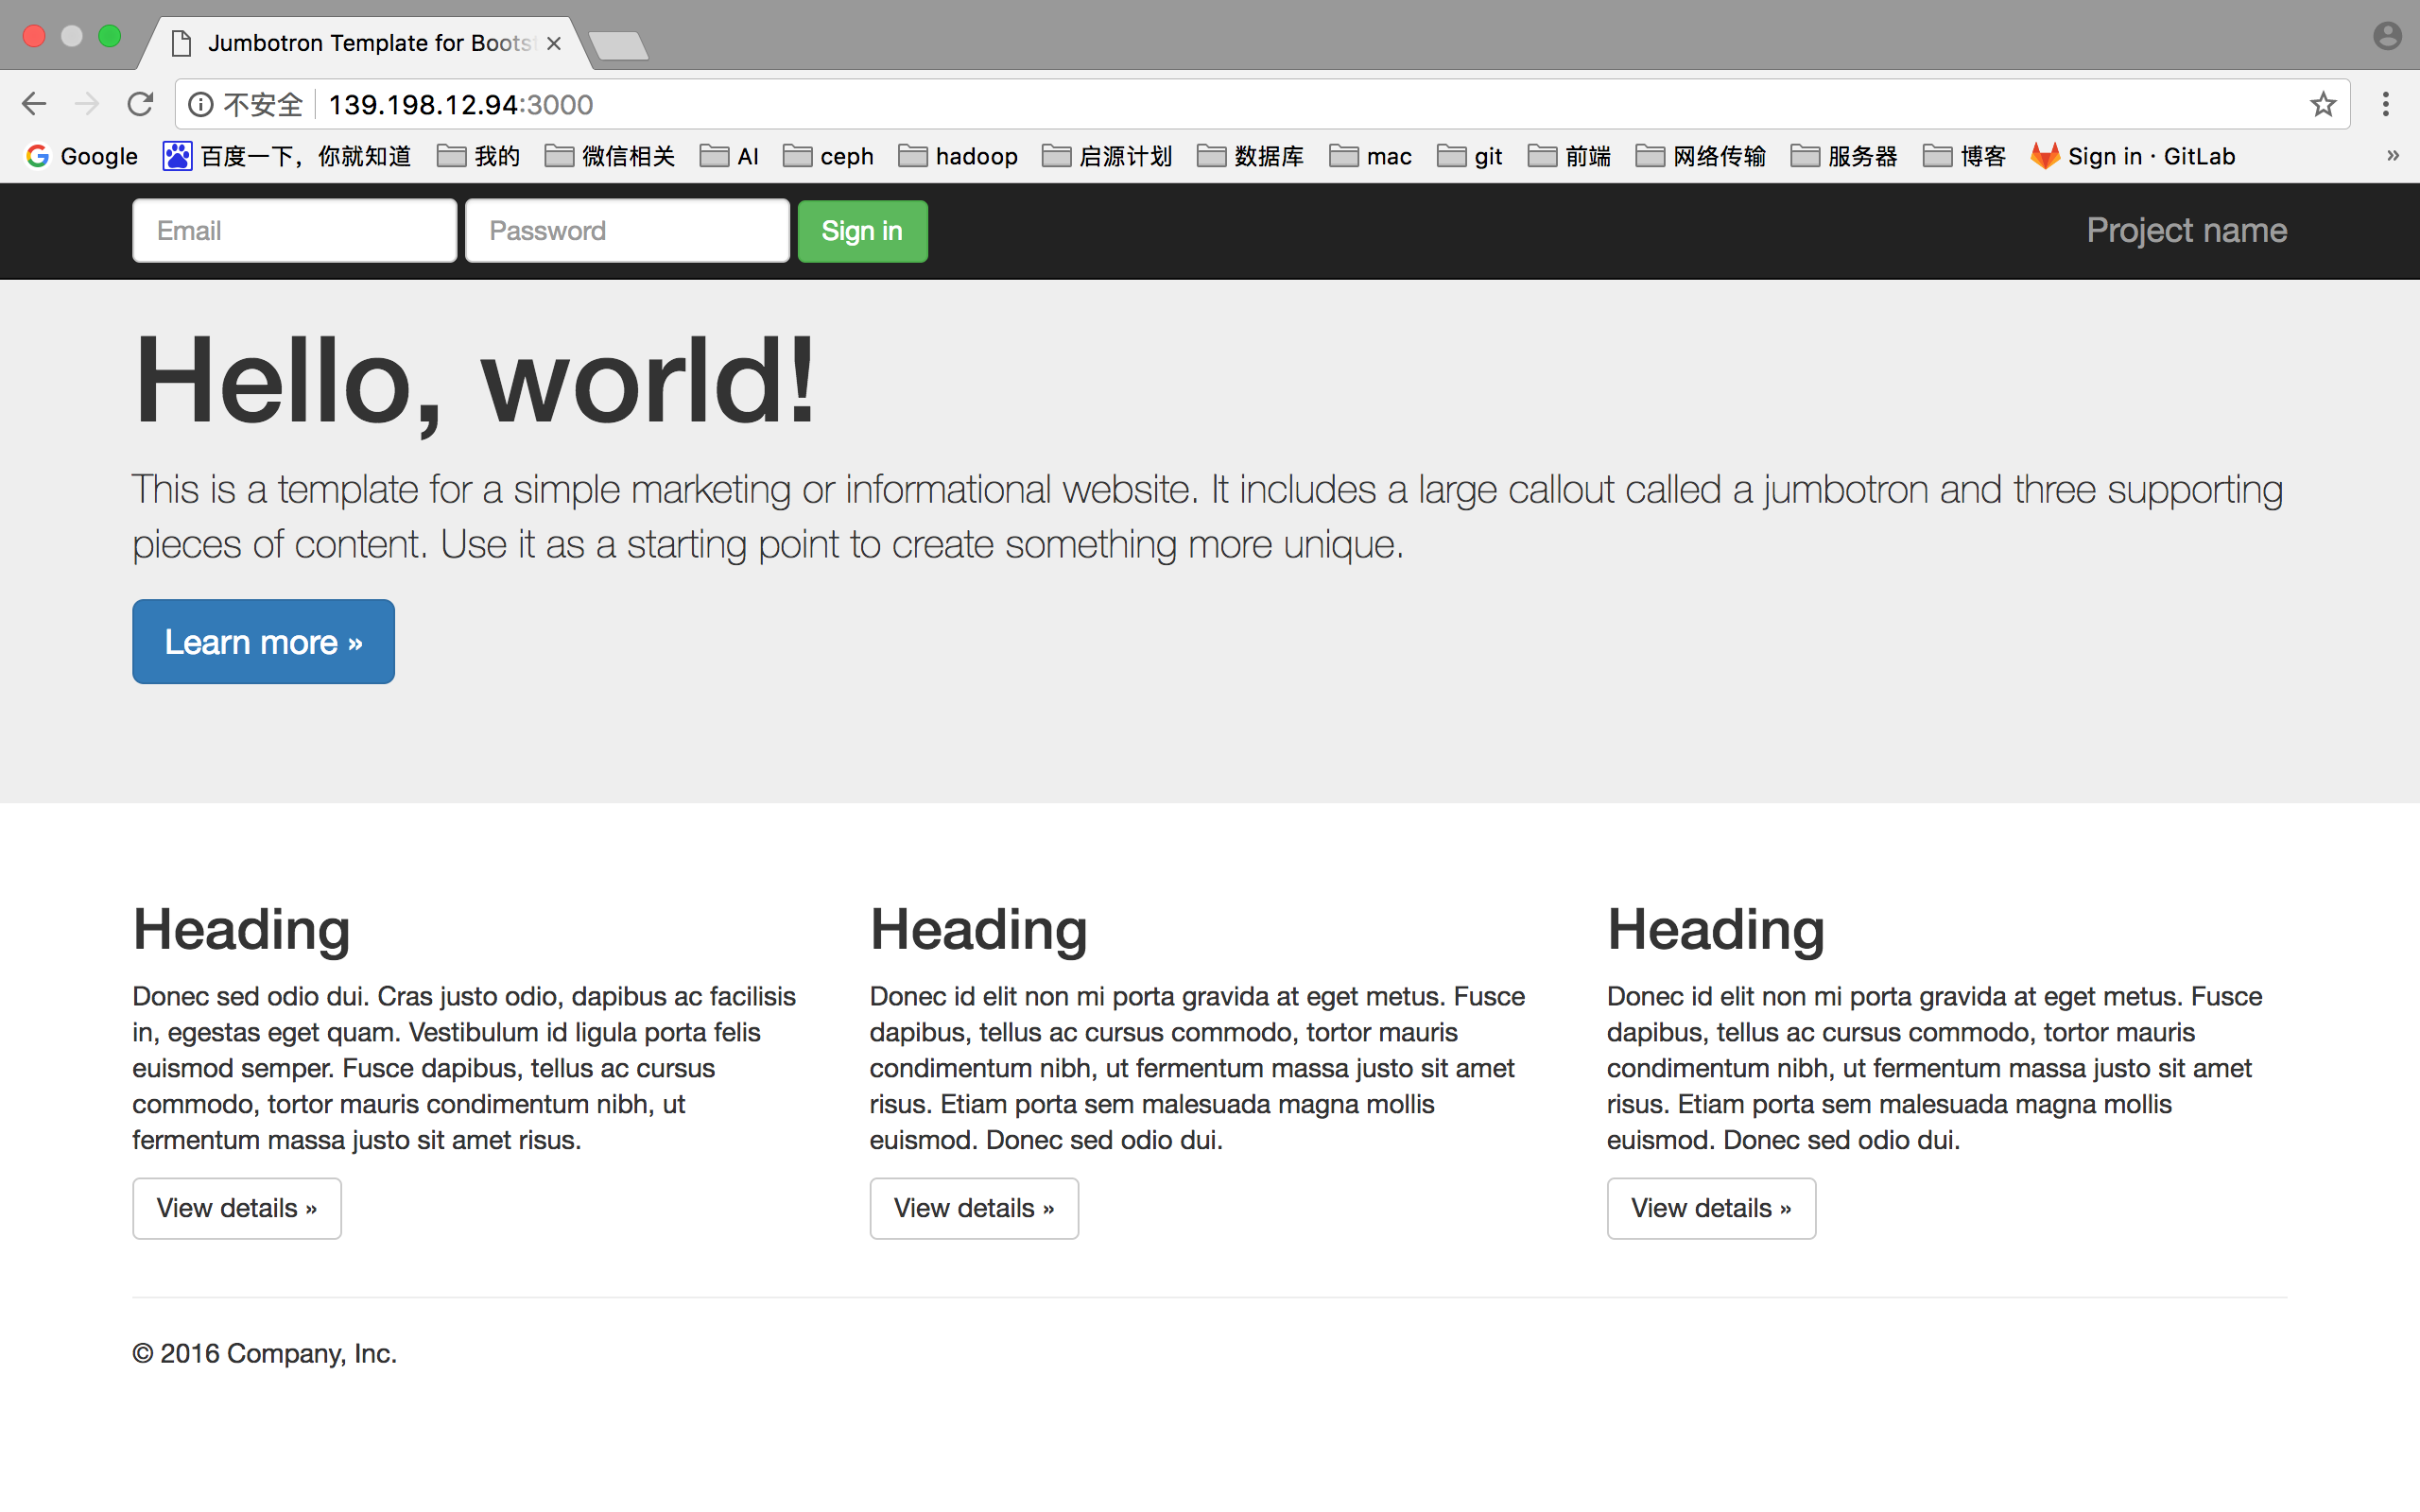 Jumbotron Template for Boots
不安全 139.198.12.94:3000
Google 百度一下，你就知道 我的 微信相关 AI ceph hadoop 启源计划 数据库 mac git 前端 网络传输 服务器 博客 Sign in · GitLab »
Email Password Sign in Project name
Hello, world!
This is a template for a simple marketing or informational website. It includes a large callout called a jumbotron and three supporting
pieces of content. Use it as a starting point to create something more unique.
Learn more »
Heading
Donec sed odio dui. Cras justo odio, dapibus ac facilisis
in, egestas eget quam. Vestibulum id ligula porta felis
euismod semper. Fusce dapibus, tellus ac cursus
commodo, tortor mauris condimentum nibh, ut
fermentum massa justo sit amet risus.
View details »
Heading
Donec id elit non mi porta gravida at eget metus. Fusce
dapibus, tellus ac cursus commodo, tortor mauris
condimentum nibh, ut fermentum massa justo sit amet
risus. Etiam porta sem malesuada magna mollis
euismod. Donec sed odio dui.
View details »
Heading
Donec id elit non mi porta gravida at eget metus. Fusce
dapibus, tellus ac cursus commodo, tortor mauris
condimentum nibh, ut fermentum massa justo sit amet
risus. Etiam porta sem malesuada magna mollis
euismod. Donec sed odio dui.
View details »
© 2016 Company, Inc.